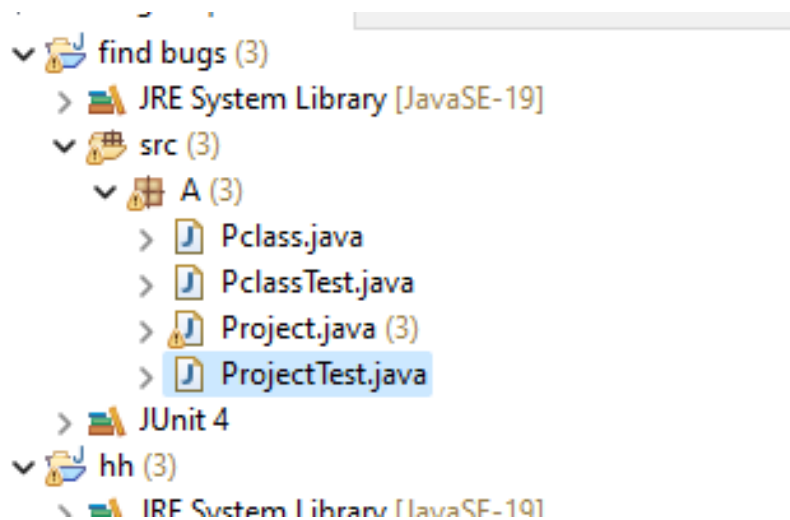 find bugs (3)
JRE System Library [JavaSE-19]
src (3)
A (3)
Pclass.java
PclassTest.java
Project.java (3)
ProjectTest.java
JUnit 4
hh (3)
JRE System Library [JavaSE-19]